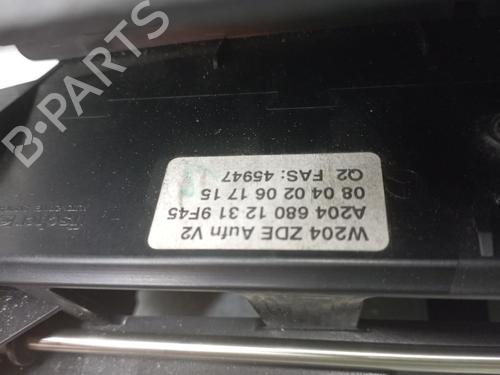 W204 ZDE Aufn V2
A204 680 12 31 9F45
08 04 02 06 17 15
Q2 FAS: 45947
B-PARTS